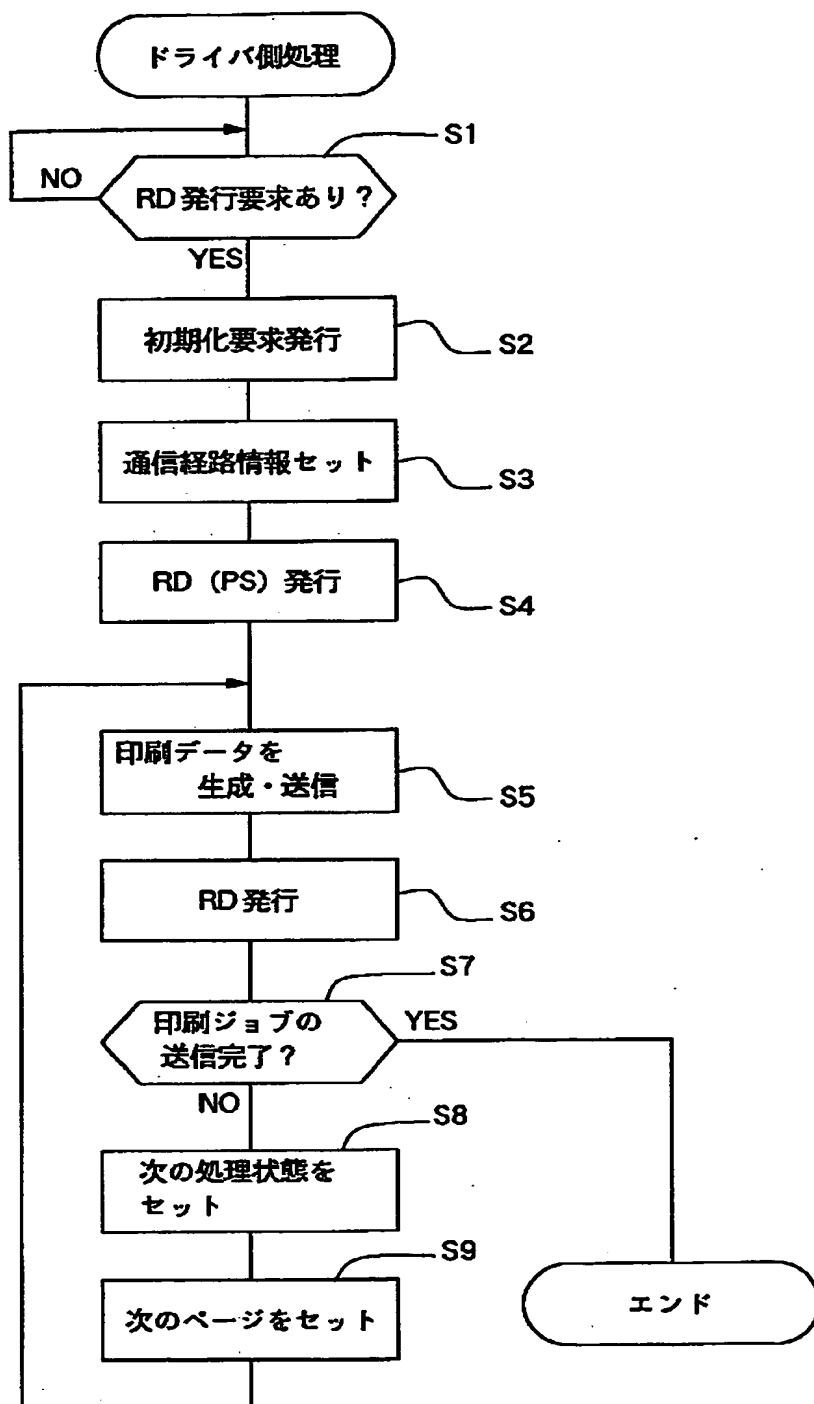 ドライバ側処理
S1
NO
RD発行要求あり?
YES
初期化要求発行
S2
通信経路情報セット
S3
RD(PS)発行
S4
印刷データを
生成・送信
S5
RD発行
S6
S7
印刷ジョブの
送信完了?
YES
NO
S8
次の処理状態を
セット
S9
次のページをセット
エンド